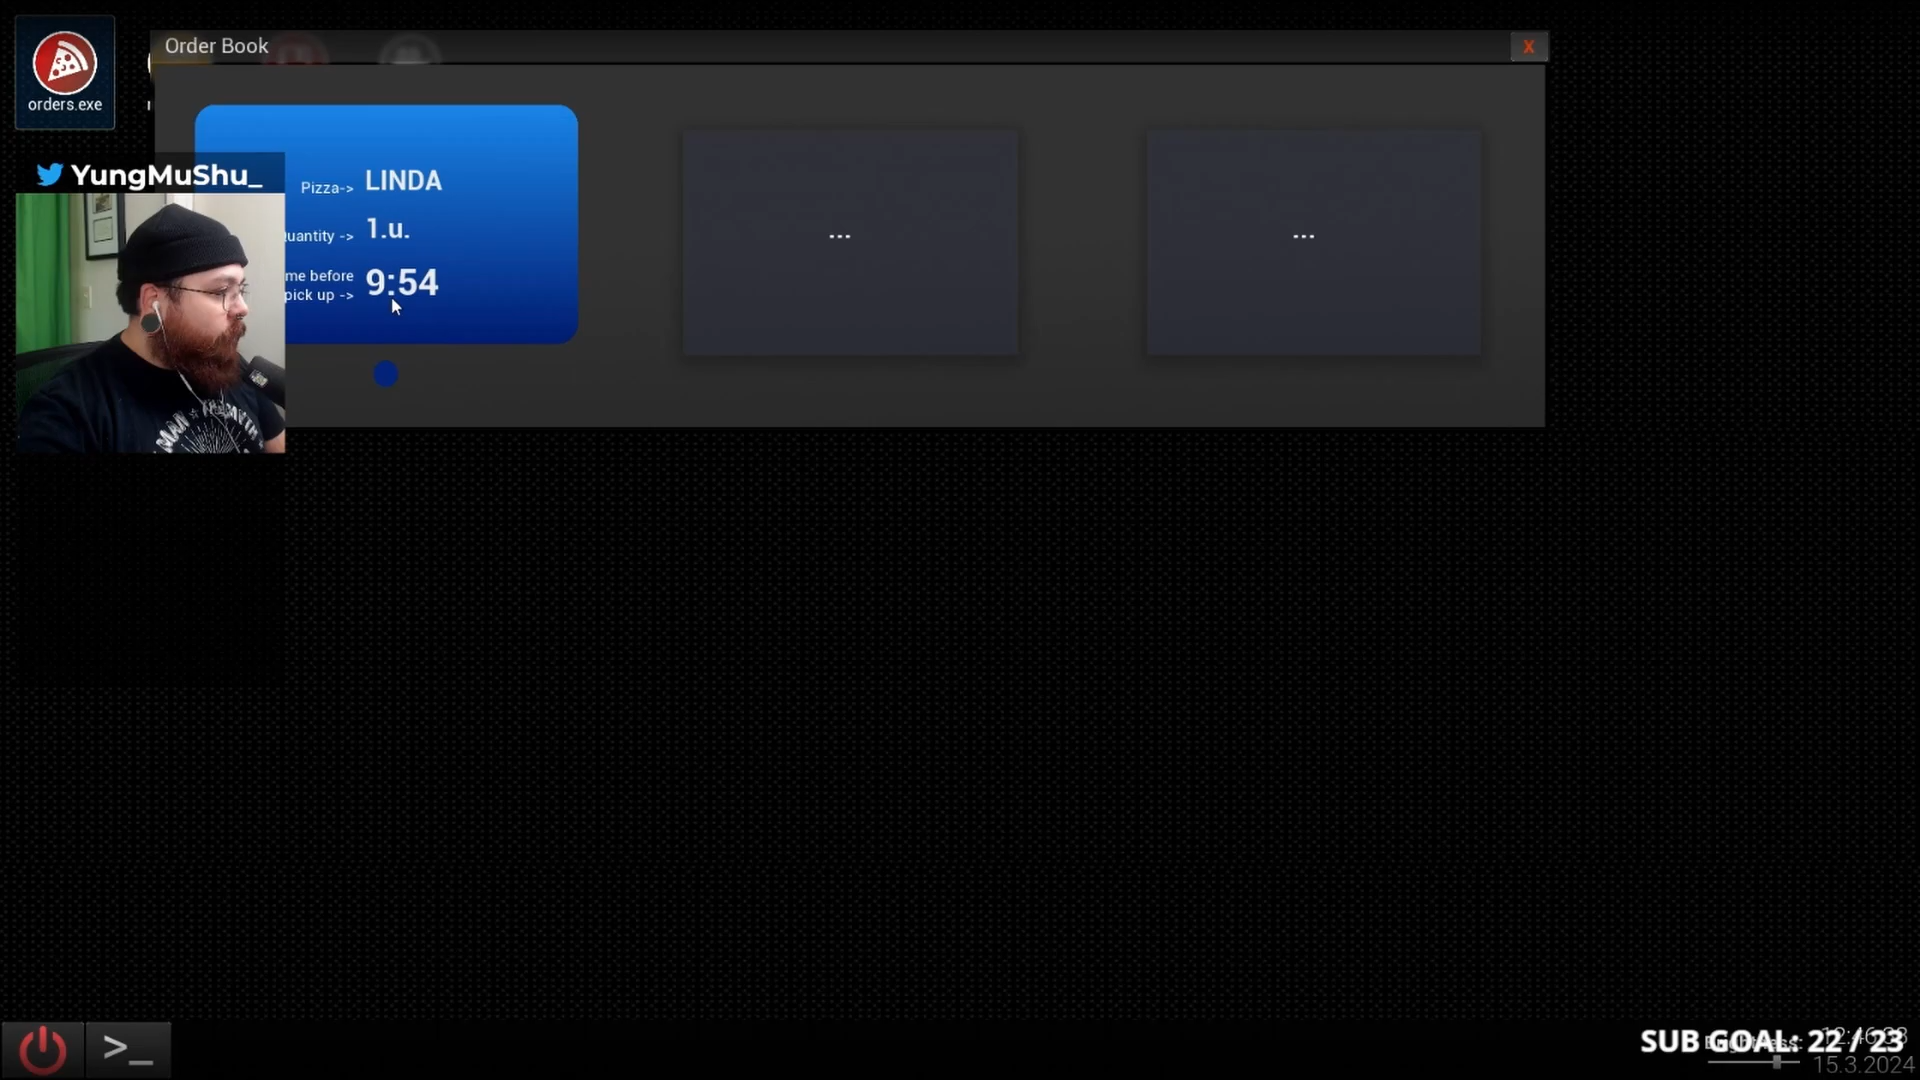 Order Book
X
orders.exe
YungMuShu_
Pizza-> LINDA
uantity -> 1.u.
me before
pick up -> 9:54
...
...
MAN
>_
SUB GOAL: 22 / 23
15.3.2024